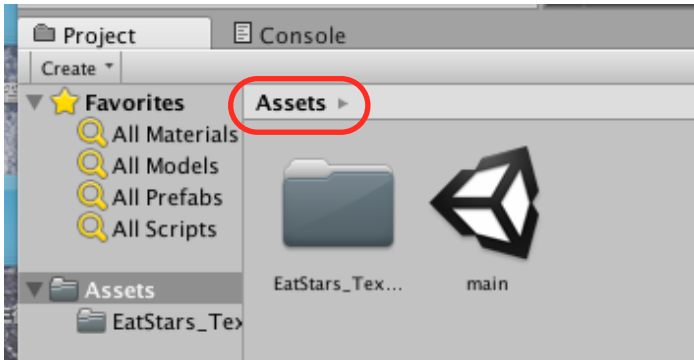 Project
Console
Create
Favorites
All Materials
All Models
All Prefabs
All Scripts
Assets
EatStars_Tex
Assets
EatStars_Tex...
main